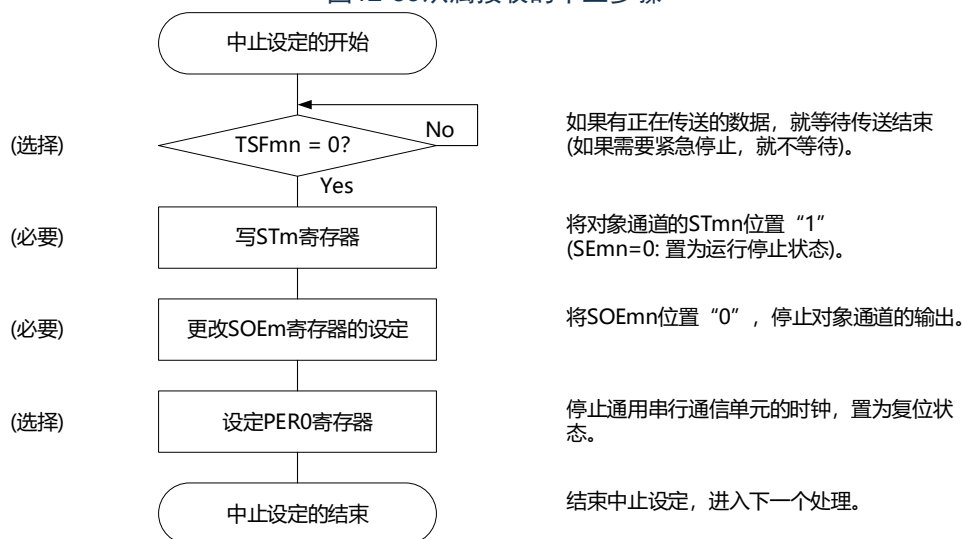 中止设定的开始
(选择)
TSFmn = 0?
No
Yes
如果有正在传送的数据，就等待传送结束
(如果需要紧急停止，就不等待)。
(必要)
写STm寄存器
将对象通道的STmn位置“1”
(SEmn=0: 置为运行停止状态)。
(必要)
更改SOEm寄存器的设定
将SOEmn位置“0”，停止对象通道的输出。
(选择)
设定PER0寄存器
停止通用串行通信单元的时钟，置为复位状
态。
中止设定的结束
结束中止设定，进入下一个处理。